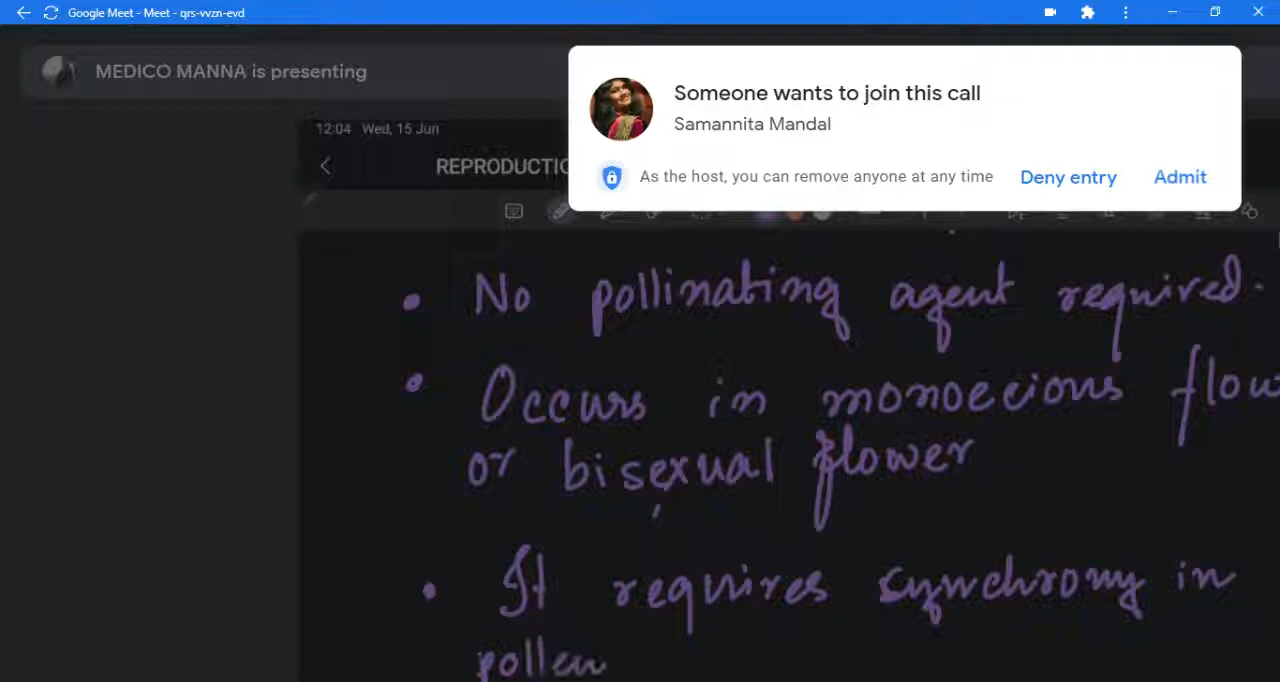 Google Meet - Meet - qrs-vvzn-evd
MEDICO MANNA is presenting
Someone wants to join this call
Samannita Mandal
As the host, you can remove anyone at any time
Deny entry
Admit
12:04 Wed, 15 Jun
REPRODUCTIO
• No pollinating agent required.
• Occurs in monoecious flow
or bisexual flower
• It requires synchrony in
pollen